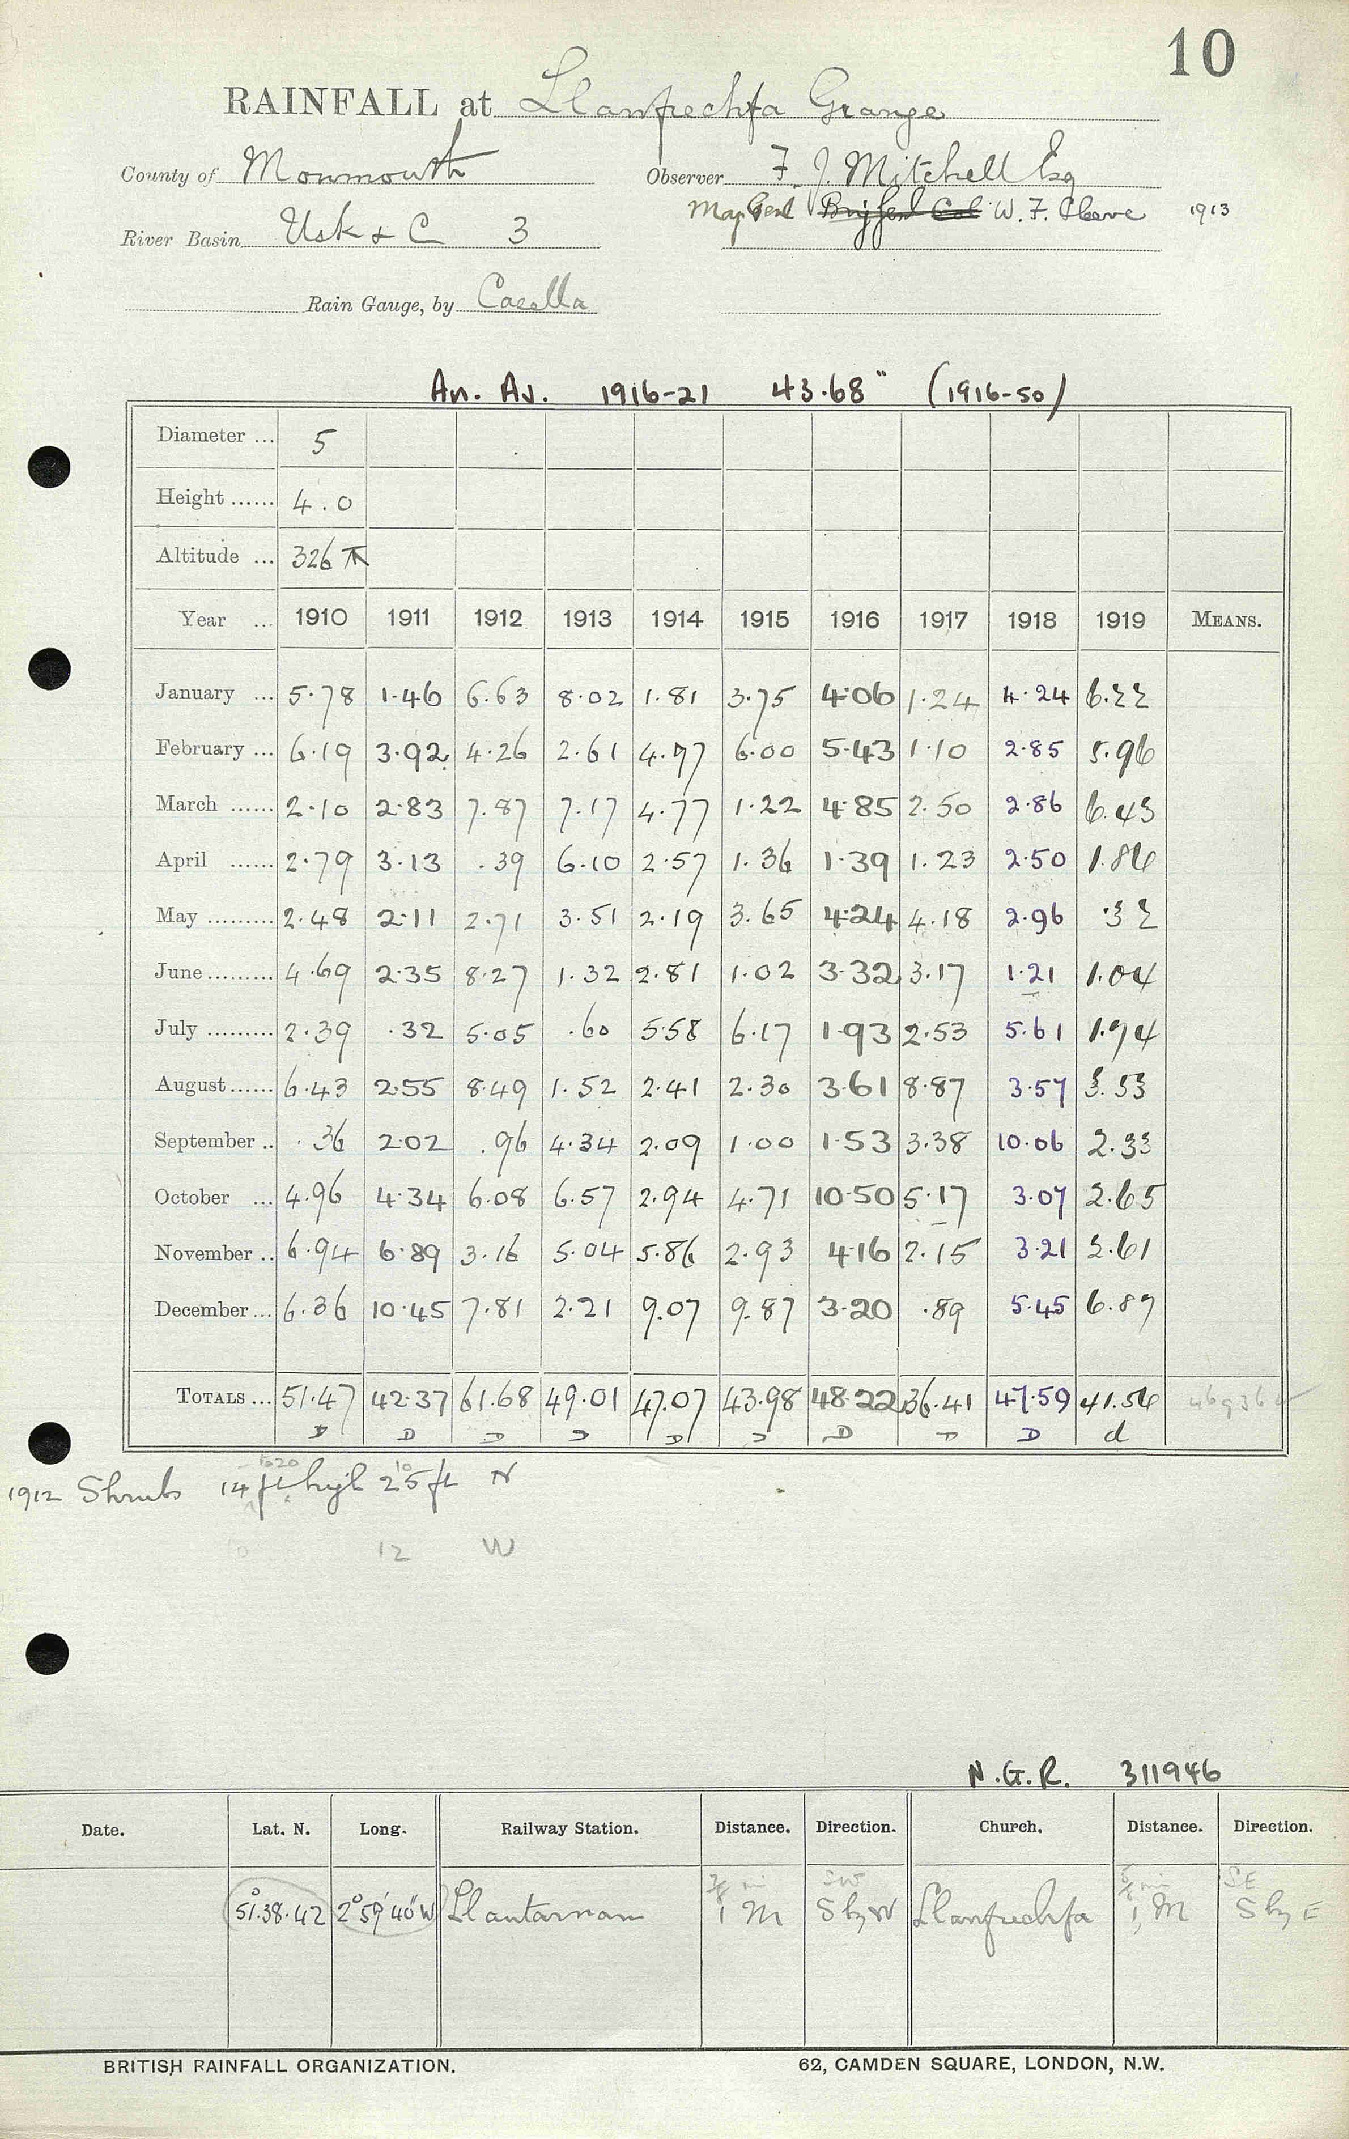 10
RAINFALL at Llanfrechfa Grange
County of Monmouth Observer F. J. Mitchell Esq
Maj Genl Brig Genl Col W. F. Cleeve 1913
River Basin Usk & C 3
Rain Gauge, by Casella
An. Av. 1916-21 43.68" (1916-50)
Diameter ... 5
Height ...... 4.0
Altitude ... 326
Year ... 1910 1911 1912 1913 1914 1915 1916 1917 1918 1919 MEANS.
January ... 5.78 1.46 6.63 8.02 1.81 3.75 4.06 1.24 4.24 6.22
February ... 6.19 3.92 4.26 2.61 4.97 6.00 5.43 1.10 2.85 5.96
March ...... 2.10 2.83 7.87 7.17 4.77 1.22 4.85 2.50 2.86 6.43
April ...... 2.79 3.13 .39 6.10 2.57 1.36 1.39 1.23 2.50 1.86
May ......... 2.48 2.11 2.71 3.51 2.19 3.65 4.24 4.18 2.96 .32
June ......... 4.69 2.35 8.27 1.32 2.81 1.02 3.32 3.17 1.21 1.04
July ......... 2.39 .32 5.05 .60 5.58 6.17 1.93 2.53 5.61 1.74
August ...... 6.43 2.55 8.49 1.52 2.41 2.30 3.61 8.87 3.57 3.53
September .. .36 2.02 .96 4.34 2.09 1.00 1.53 3.38 10.06 2.33
October ... 4.96 4.34 6.08 6.57 2.94 4.71 10.50 5.17 3.07 2.65
November .. 6.94 6.89 3.16 5.04 5.86 2.93 4.16 2.15 3.21 2.61
December ... 6.36 10.45 7.81 2.21 9.07 9.87 3.20 .89 5.45 6.87
TOTALS ... 51.47 42.37 61.68 49.01 47.07 43.98 48.22 36.41 47.59 41.56
D D D D D D D D D d
1912 Shrubs 14 ft high 25 ft N
12 W
N.G.R. 311946
Date. Lat. N. Long. Railway Station. Distance. Direction. Church. Distance. Direction.
SW SE
51.38.42 2°59'40"W Llantarnam 1 M S by W Llanfrechfa 1 M S by E
BRITISH RAINFALL ORGANIZATION. 62, CAMDEN SQUARE, LONDON, N.W.